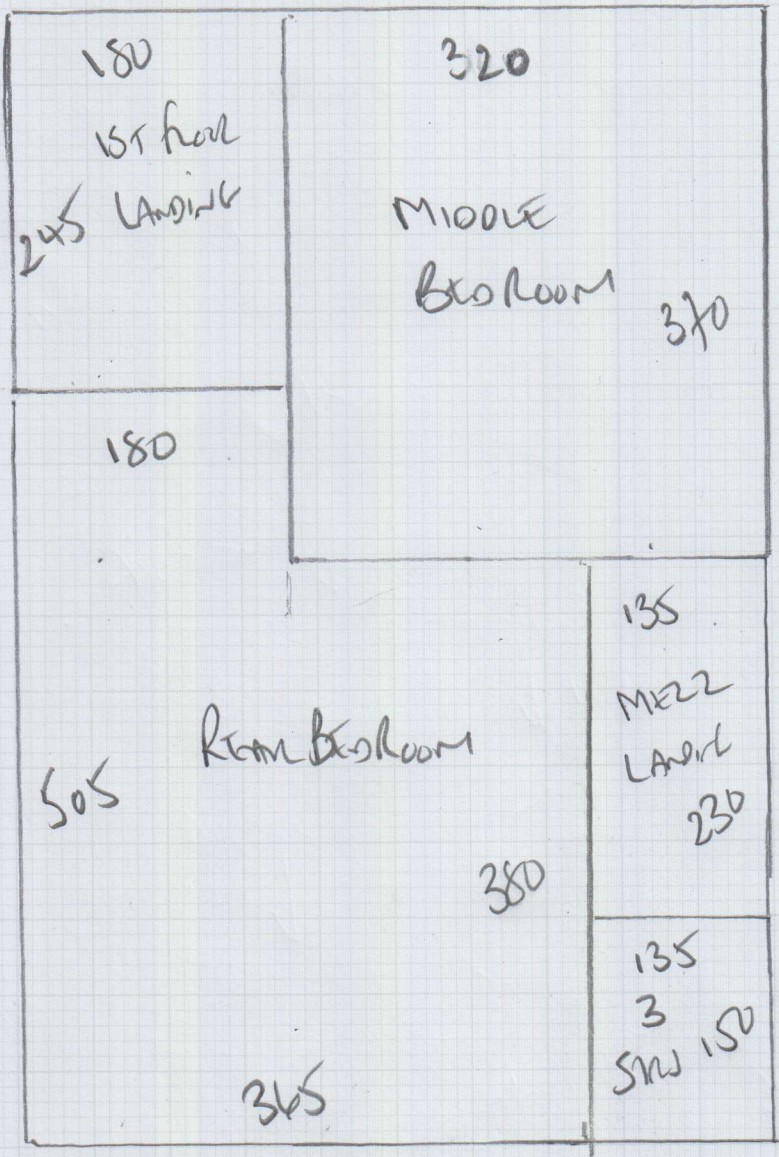 180
1ST floor
LANDING
245
320
MIDDLE
BEDROOM
370
180
REAR BEDROOM
505
380
365
135
MEZZ
LANDING
230
135
3
150